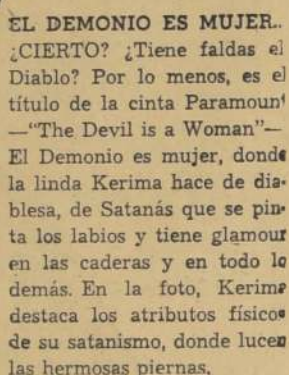 EL DEMONIO ES MUJER..
¿CIERTO? ¿Tiene faldas el
Diablo? Por lo menos, es el
título de la cinta Paramount
—"The Devil is a Woman"—
El Demonio es mujer, donde
la linda Kerima hace de dia-
blesa, de Satanás que se pin-
ta los labios y tiene glamour
en las caderas y en todo lo
demás. En la foto, Kerima
destaca los atributos físicos
de su satanismo, donde lucen
las hermosas piernas.